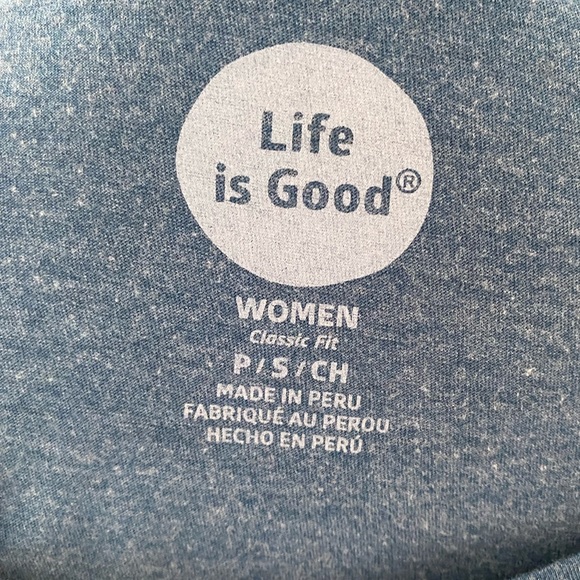 Life
is Good®
WOMEN
Classic Fit
P / S / CH
MADE IN PERU
FABRIQUÉ AU PEROU
HECHO EN PERÚ